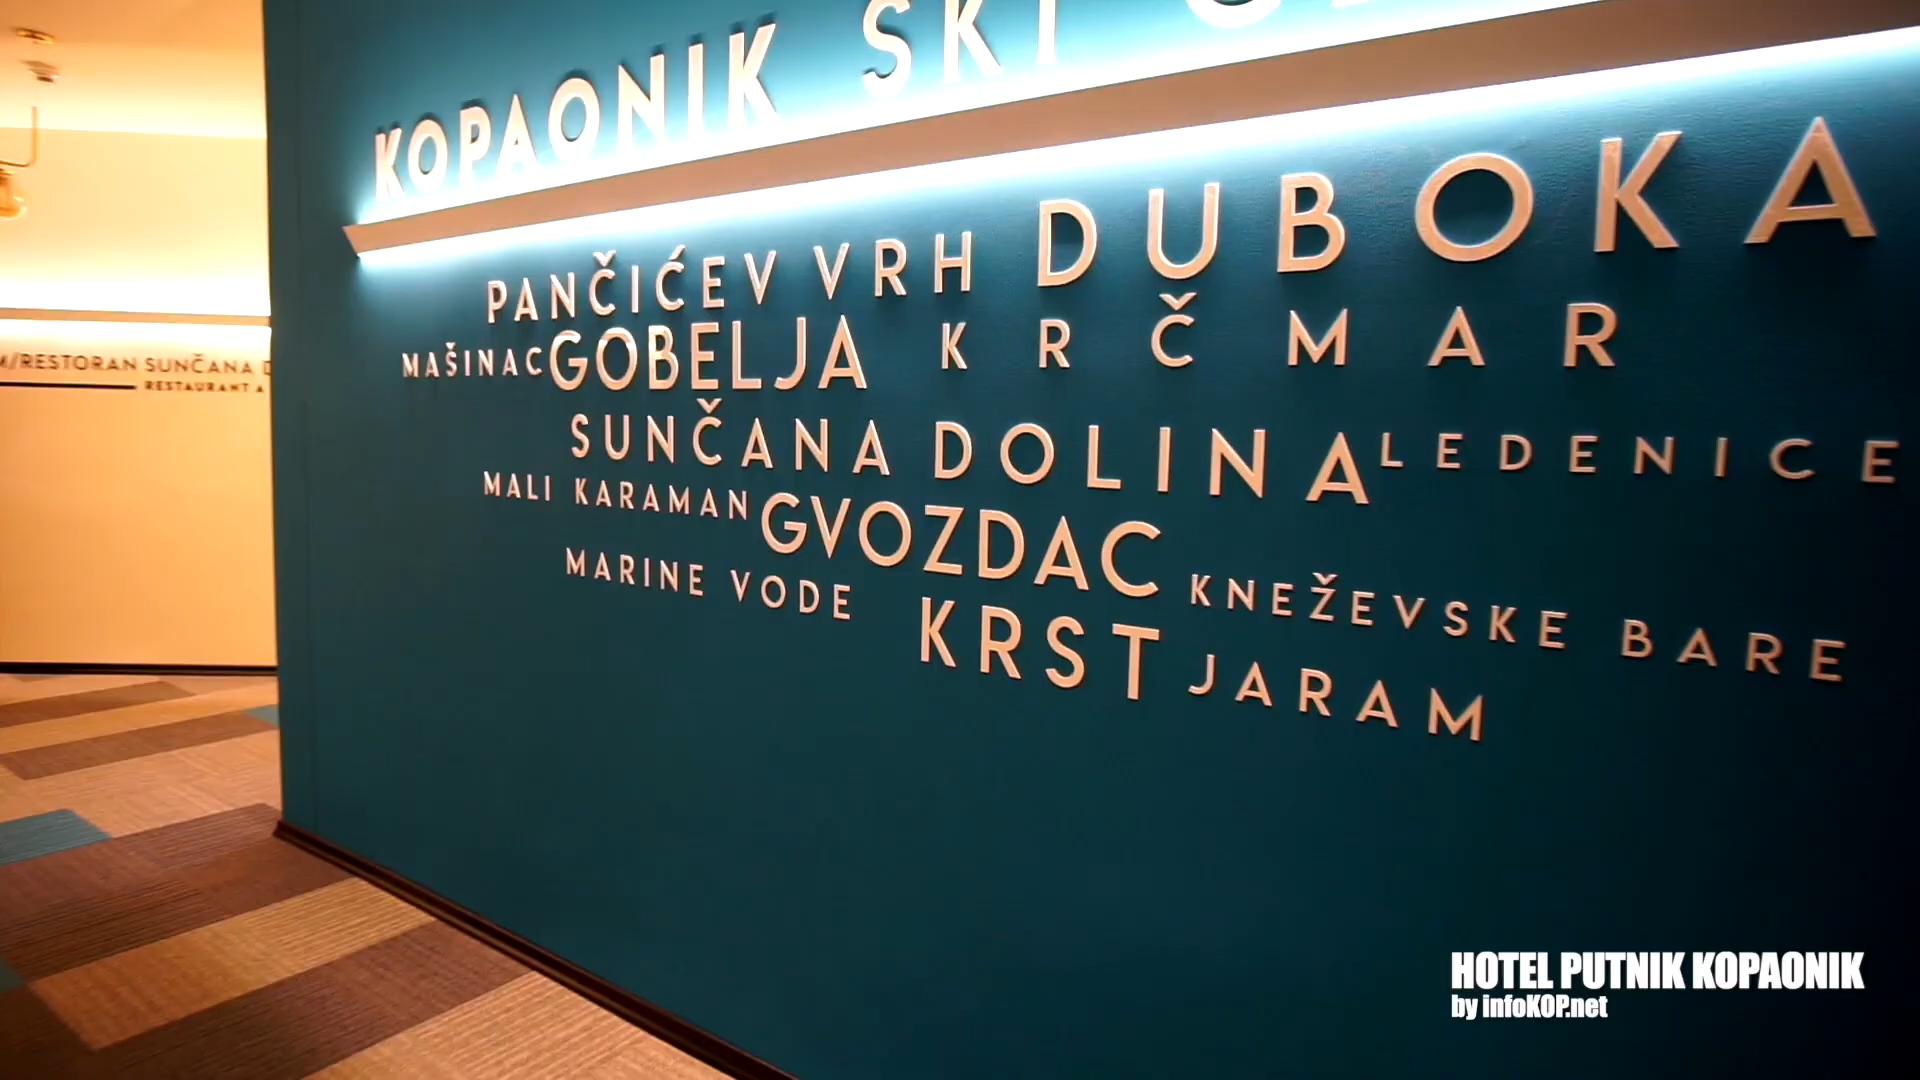 KOPAONIK SKI
PANČIĆEV VRH DUBOKA
MAŠINAC GOBELJA KRČMAR
SUNČANA DOLINA LEDENICE
MALI KARAMAN GVOZDAC KNEŽEVSKE BARE
MARINE VODE KRST JARAM
/RESTORAN SUNČANA
RESTAURANT
HOTEL PUTNIK KOPAONIK
by infoKOP.net